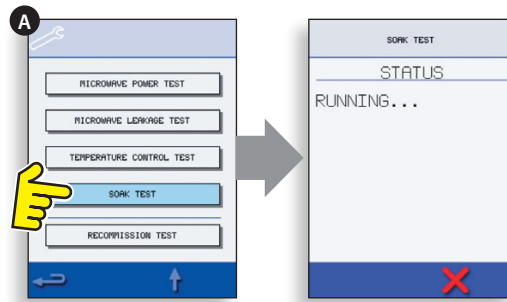 A
MICROWAVE POWER TEST
MICROWAVE LEAKAGE TEST
TEMPERATURE CONTROL TEST
SOAK TEST
RECOMMISSION TEST
SOAK TEST
STATUS
RUNNING...